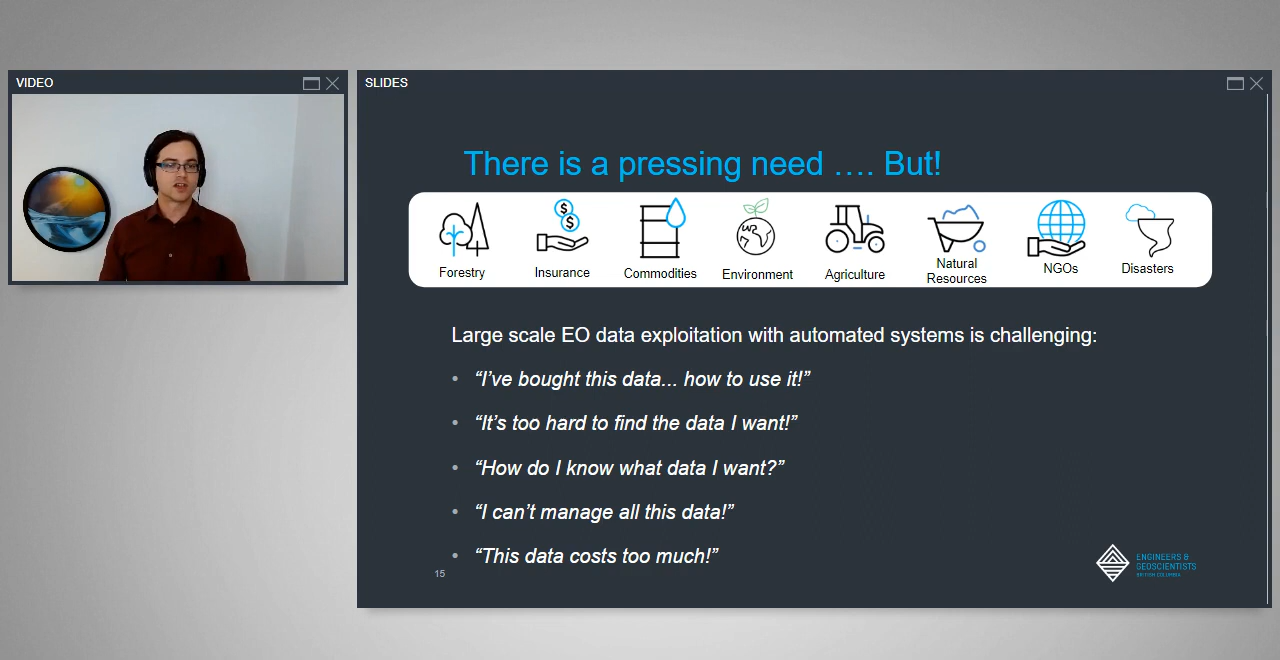 VIDEO
SLIDES
There is a pressing need .... But!
$
$
Forestry
Insurance
Commodities
Environment
Agriculture
Natural
Resources
NGOs
Disasters
Large scale EO data exploitation with automated systems is challenging:
• “I’ve bought this data... how to use it!”
• “It’s too hard to find the data I want!”
• “How do I know what data I want?”
• “I can’t manage all this data!”
• “This data costs too much!”
15
ENGINEERS &
GEOSCIENTISTS
BRITISH COLUMBIA